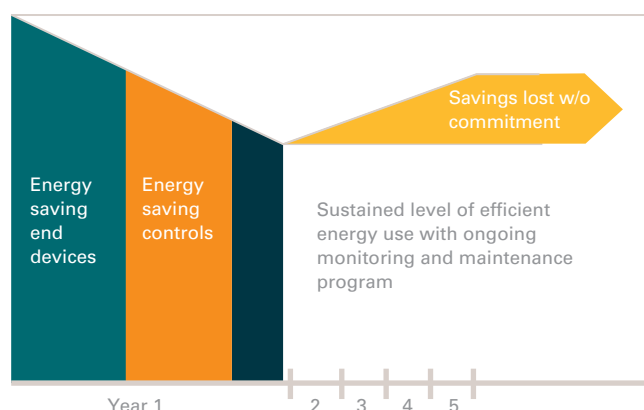 Savings lost w/o
commitment
Energy
saving
end
devices
Energy
saving
controls
Sustained level of efficient
energy use with ongoing
monitoring and maintenance
program
Year 1
2
3
4
5